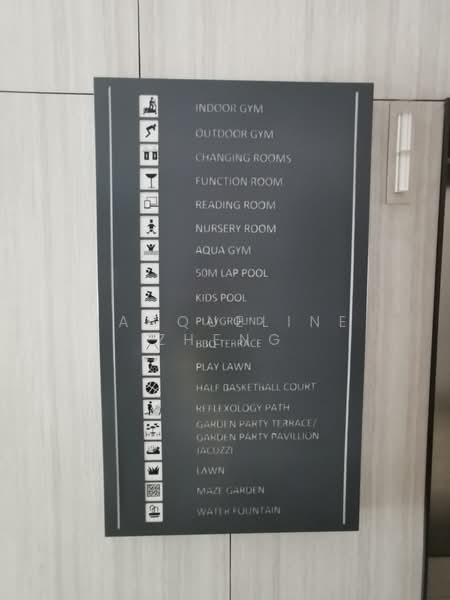 INDOOR GYM
OUTDOOR GYM
CHANGING ROOMS
FUNCTION ROOM
READING ROOM
NURSERY ROOM
AQUA GYM
50M LAP POOL
KIDS POOL
PLAYGROUND
BBQ TERRACE
PLAY LAWN
HALF BASKETBALL COURT
REFLEXOLOGY PATH
GARDEN PARTY TERRACE/
GARDEN PARTY PAVILLION
JACUZZI
LAWN
MAZE GARDEN
WATER FOUNTAIN
ZHENG